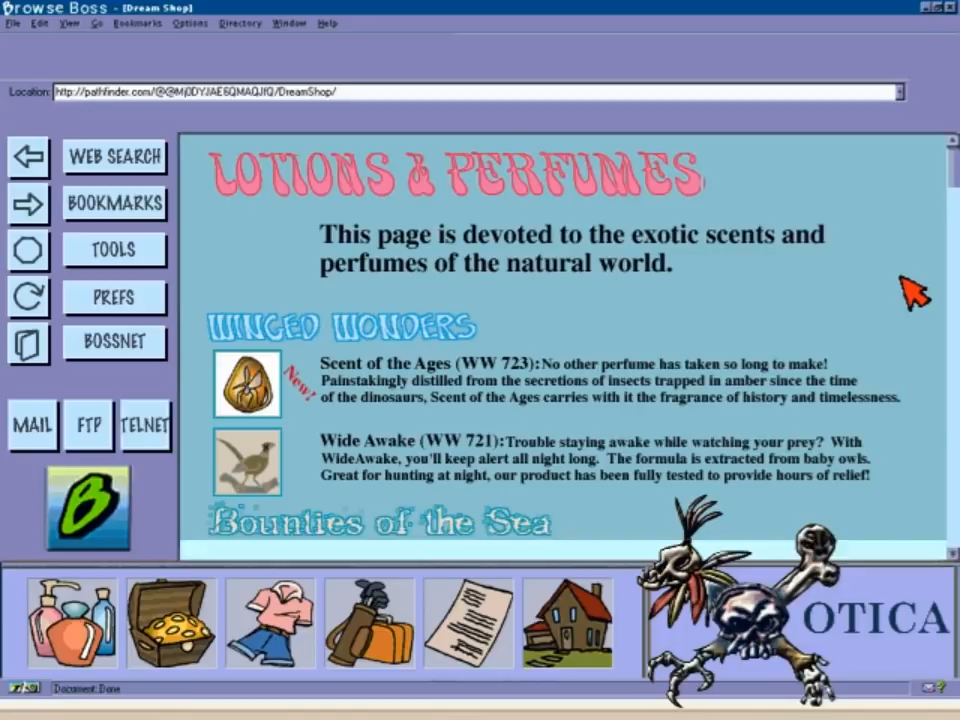 Browse Boss - [Dream Shop]
File Edit View Go Bookmarks Options Directory Window Help
Location: http://pathfinder.com/@@Mj0DYJAE6QMAQJfQ/DreamShop/
WEB SEARCH
BOOKMARKS
TOOLS
PREFS
BOSSNET
MAIL FTP TELNET
B
LOTIONS & PERFUMES
This page is devoted to the exotic scents and
perfumes of the natural world.
WINGED WONDERS
New!
Scent of the Ages (WW 723): No other perfume has taken so long to make!
Painstakingly distilled from the secretions of insects trapped in amber since the time
of the dinosaurs, Scent of the Ages carries with it the fragrance of history and timelessness.
Wide Awake (WW 721): Trouble staying awake while watching your prey? With
WideAwake, you'll keep alert all night long. The formula is extracted from baby owls.
Great for hunting at night, our product has been fully tested to provide hours of relief!
Bounties of the Sea
OTICA
Document: Done